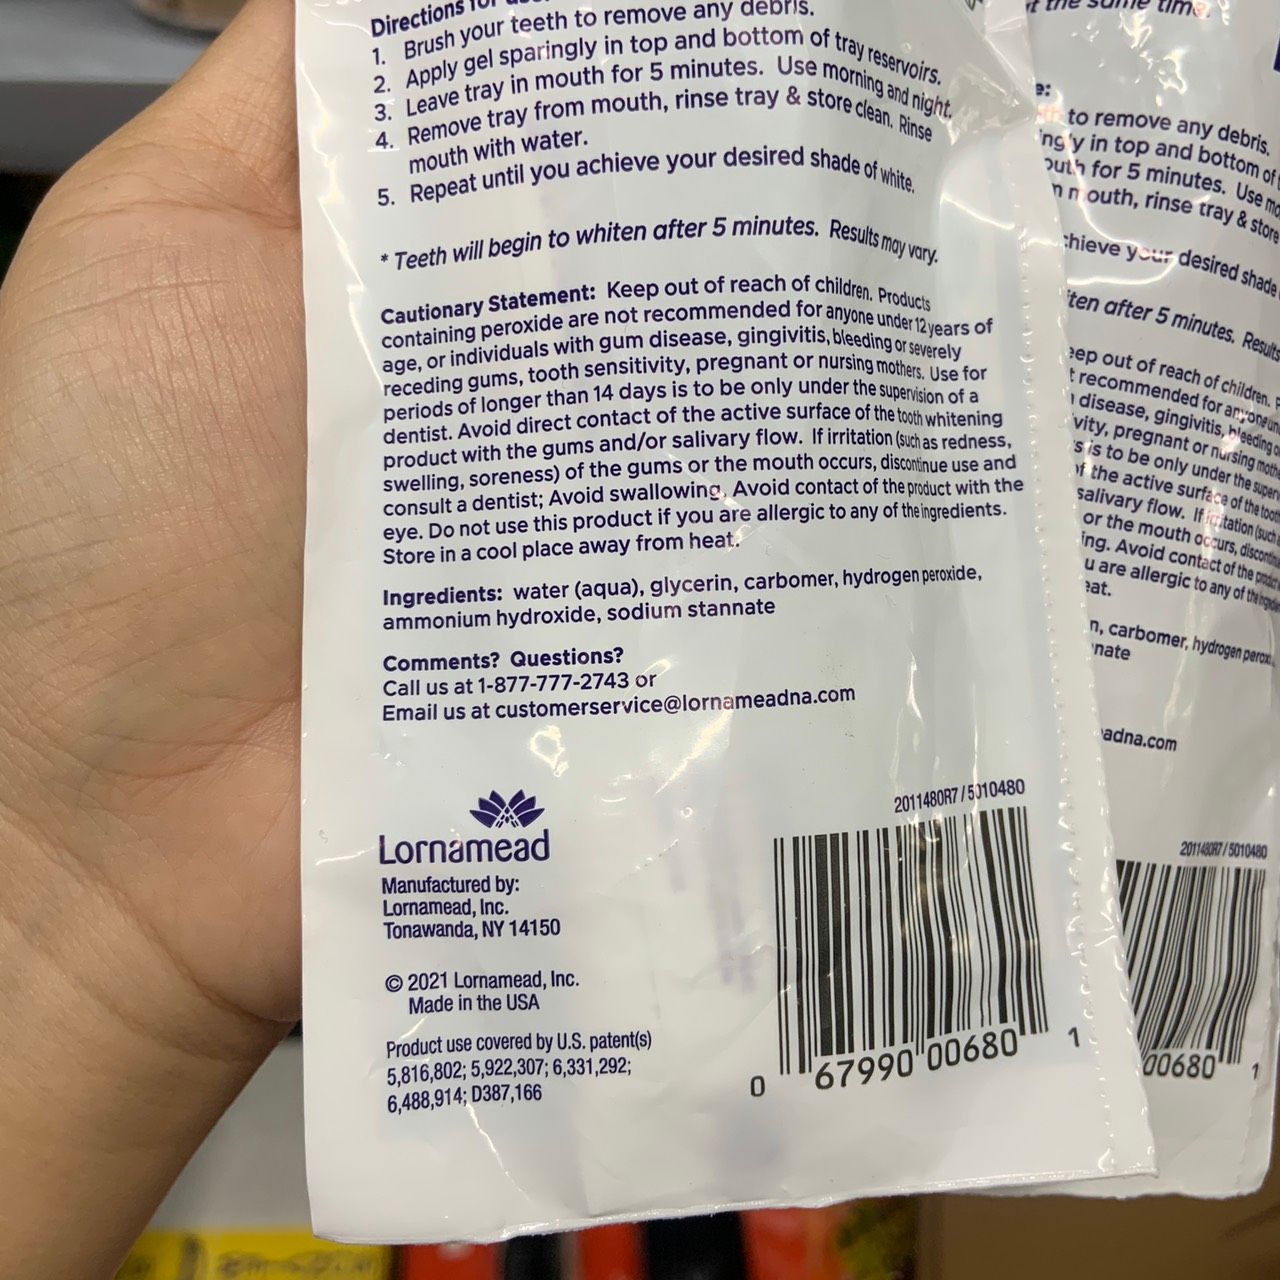 Directions for
1. Brush your teeth to remove any debris.
2. Apply gel sparingly in top and bottom of tray reservoirs.
3. Leave tray in mouth for 5 minutes. Use morning and night.
4. Remove tray from mouth, rinse tray & store clean. Rinse
mouth with water.
5. Repeat until you achieve your desired shade of white.
* Teeth will begin to whiten after 5 minutes. Results may vary.
Cautionary Statement: Keep out of reach of children. Products
containing peroxide are not recommended for anyone under 12 years of
age, or individuals with gum disease, gingivitis, bleeding or severely
receding gums, tooth sensitivity, pregnant or nursing mothers. Use for
periods of longer than 14 days is to be only under the supervision of a
dentist. Avoid direct contact of the active surface of the tooth whitening
product with the gums and/or salivary flow. If irritation (such as redness,
swelling, soreness) of the gums or the mouth occurs, discontinue use and
consult a dentist; Avoid swallowing. Avoid contact of the product with the
eye. Do not use this product if you are allergic to any of the ingredients.
Store in a cool place away from heat.
Ingredients: water (aqua), glycerin, carbomer, hydrogen peroxide,
ammonium hydroxide, sodium stannate
Comments? Questions?
Call us at 1-877-777-2743 or
Email us at customerservice@lornameadna.com
Lornamead
Manufactured by:
Lornamead, Inc.
Tonawanda, NY 14150
© 2021 Lornamead, Inc.
Made in the USA
Product use covered by U.S. patent(s)
5,816,802; 5,922,307; 6,331,292;
6,488,914; D387,166
2011480R7 / 5010480
0 67990 00680 1
the same time.
e:
to remove any debris.
in top and bottom of
for 5 minutes. Use
mouth, rinse tray & store
your desired shade
after 5 minutes. Results
out of reach of children.
recommended for anyone
disease, gingivitis, bleeding
pregnant or nursing
is to be only under the
the active surface of the
salivary flow. If
or the mouth occurs,
Avoid contact of the
are allergic to any of the
eat.
carbomer, hydrogen
nate
adna.com
2011480R7 / 5010480
00680 1